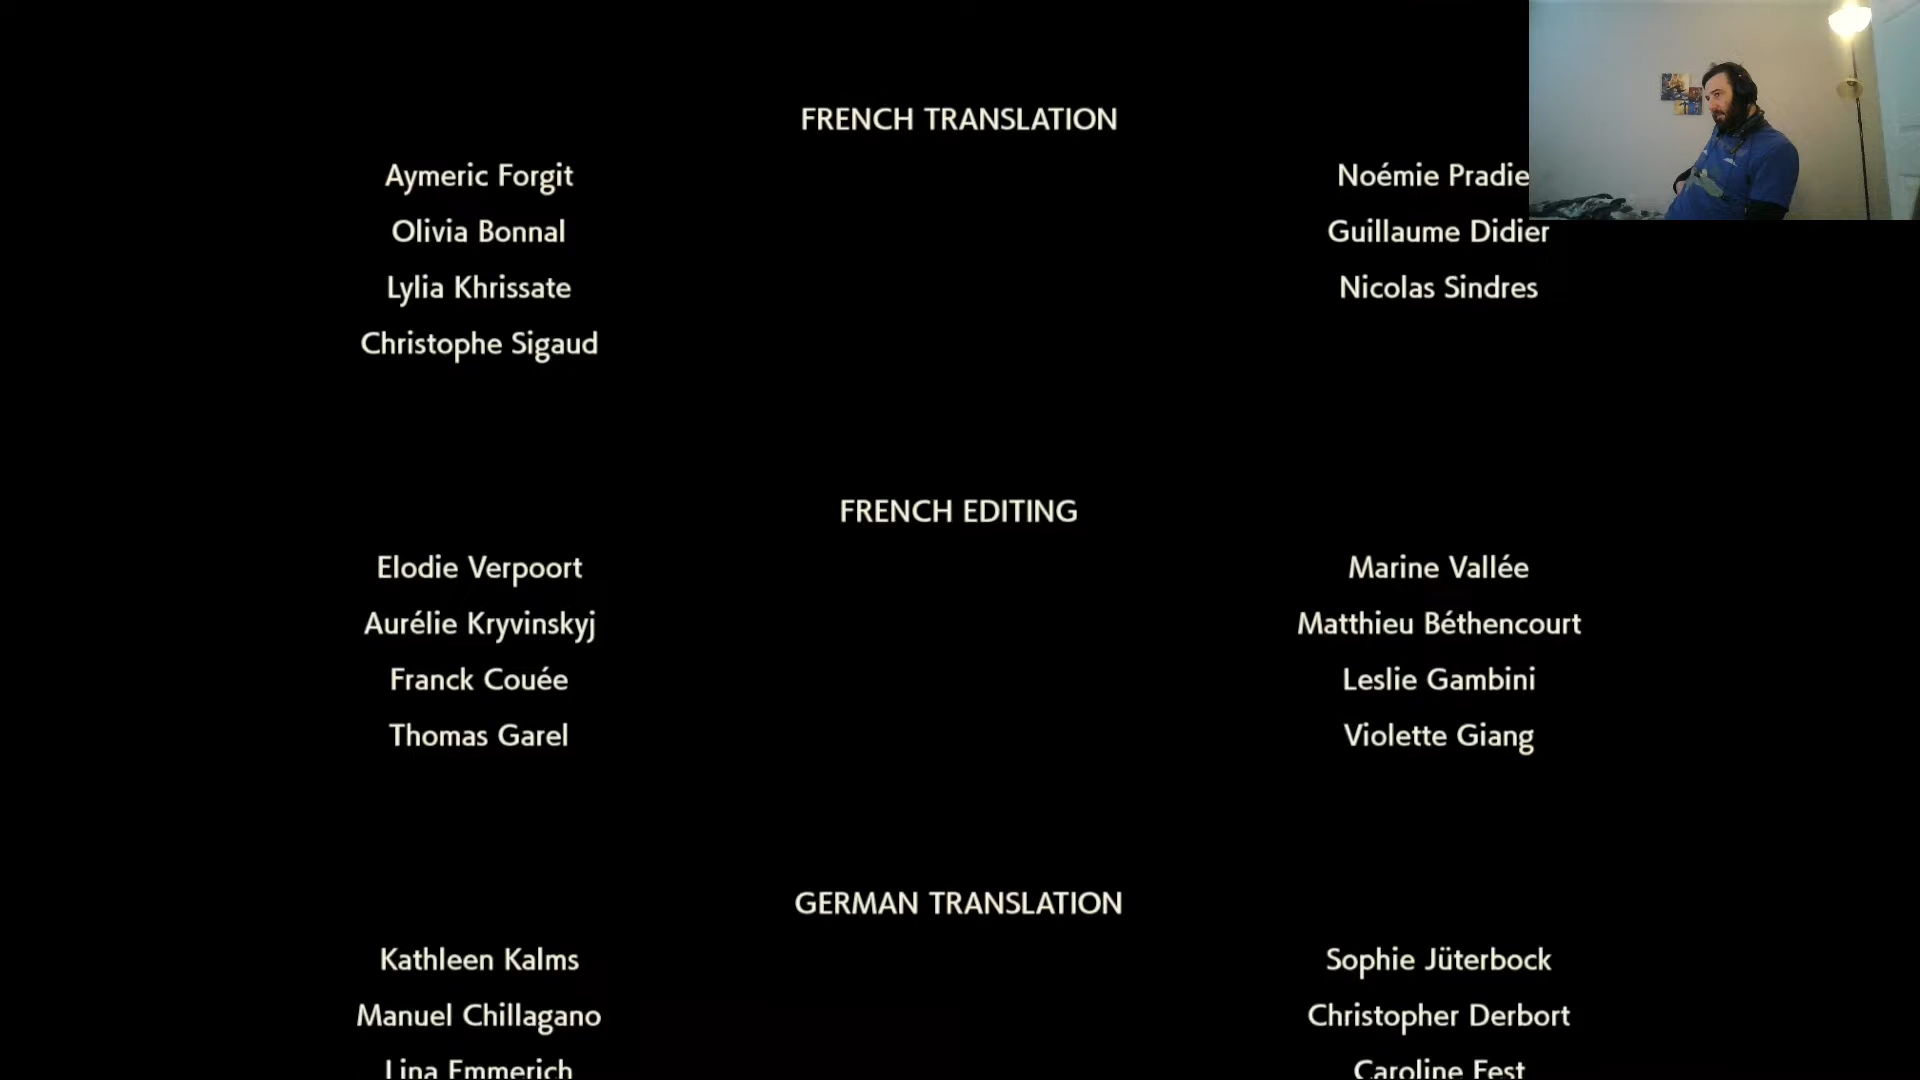 FRENCH TRANSLATION
Aymeric Forgit
Noémie Pradie
Olivia Bonnal
Guillaume Didier
Lylia Khrissate
Nicolas Sindres
Christophe Sigaud
FRENCH EDITING
Elodie Verpoort
Marine Vallée
Aurélie Kryvinskyj
Matthieu Béthencourt
Franck Couée
Leslie Gambini
Thomas Garel
Violette Giang
GERMAN TRANSLATION
Kathleen Kalms
Sophie Jüterbock
Manuel Chillagano
Christopher Derbort
Lina Emmerich
Caroline Fest